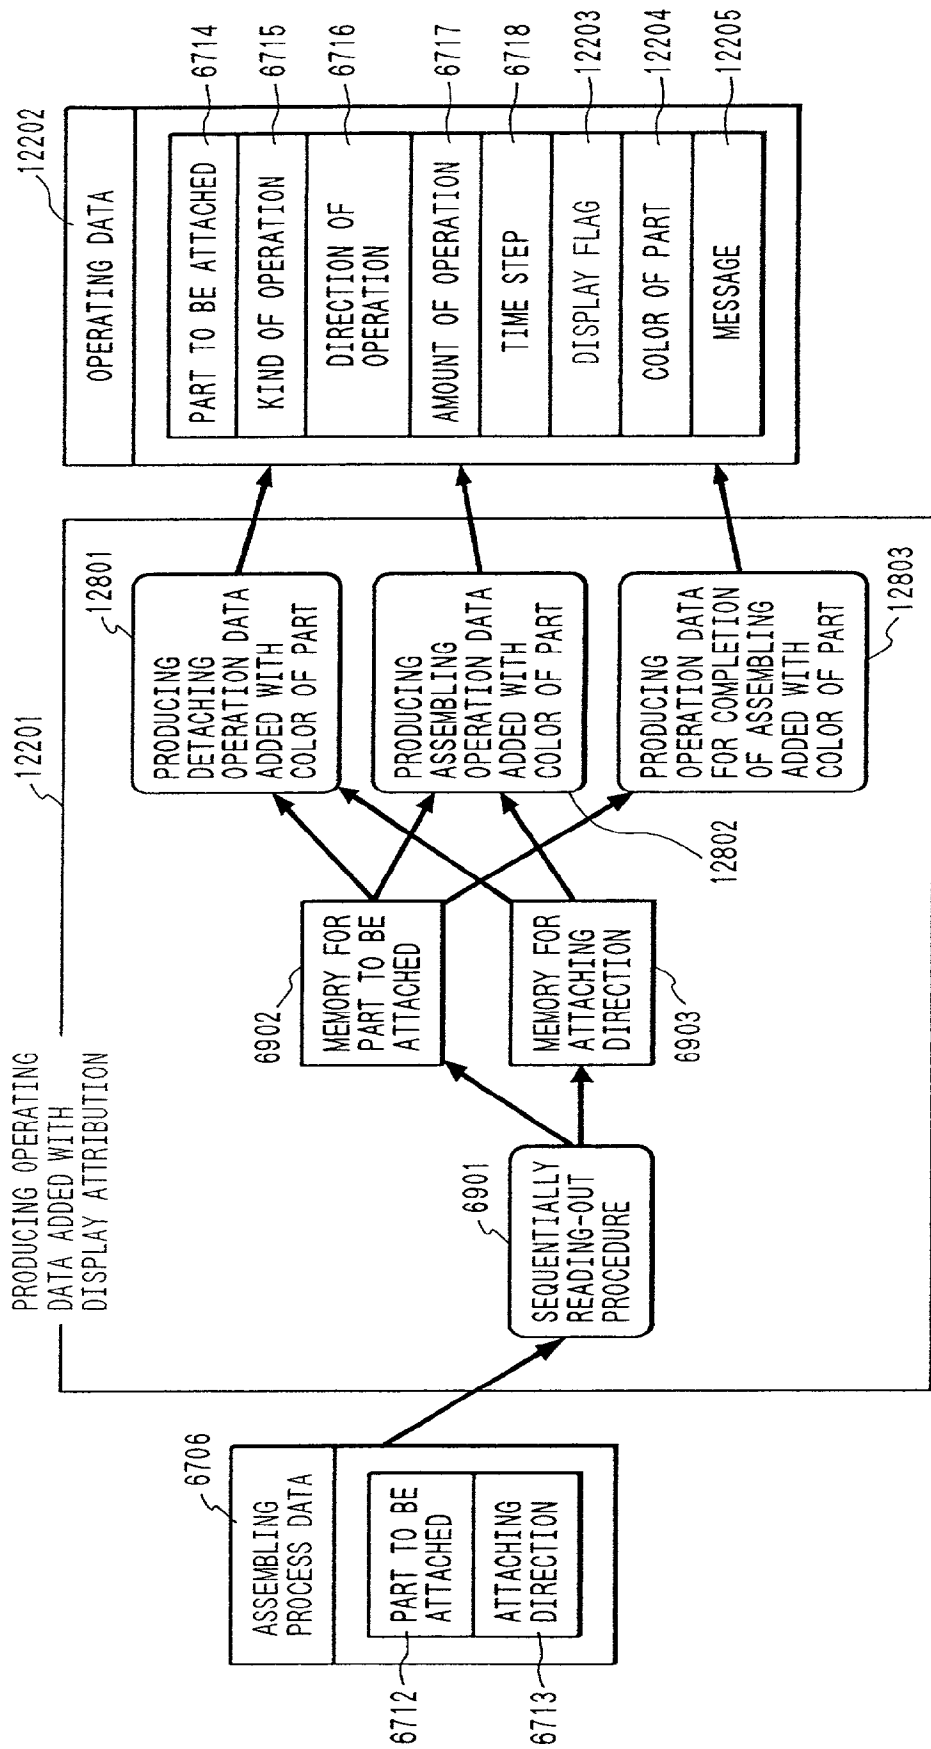 PRODUCING OPERATING
DATA ADDED WITH
DISPLAY ATTRIBUTION
12201
6706
ASSEMBLING
PROCESS DATA
PART TO BE
ATTACHED
ATTACHING
DIRECTION
6712
6713
6901
SEQUENTIALLY
READING-OUT
PROCEDURE
6902
MEMORY FOR
PART TO BE
ATTACHED
MEMORY FOR
ATTACHING
DIRECTION
6903
12801
PRODUCING
DETACHING
OPERATION DATA
ADDED WITH
COLOR OF PART
PRODUCING
ASSEMBLING
OPERATION DATA
ADDED WITH
COLOR OF PART
12802
PRODUCING
OPERATION DATA
FOR COMPLETION
OF ASSEMBLING
ADDED WITH
COLOR OF PART
12803
12202
OPERATING DATA
PART TO BE ATTACHED
6714
KIND OF OPERATION
6715
DIRECTION OF
OPERATION
6716
AMOUNT OF OPERATION
6717
TIME STEP
6718
DISPLAY FLAG
12203
COLOR OF PART
12204
MESSAGE
12205